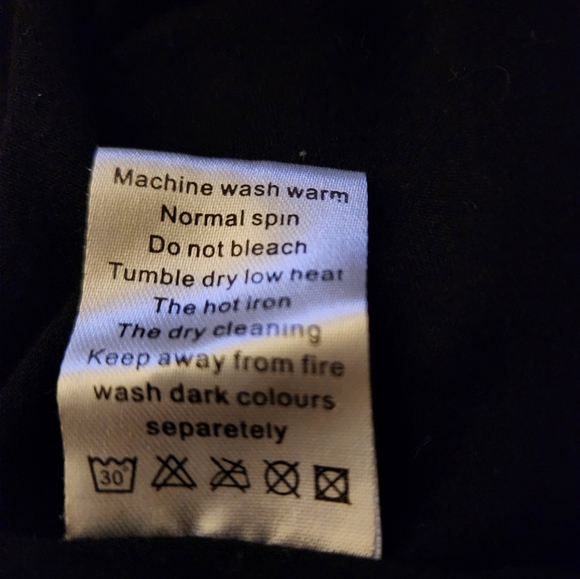 Machine wash warm
Normal spin
Do not bleach
Tumble dry low heat
The hot iron
The dry cleaning
Keep away from fire
wash dark colours
separetely
30°